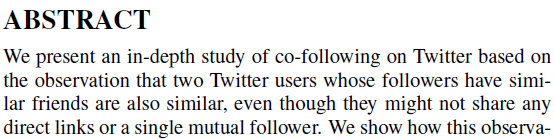 ABSTRACT
We present an in-depth study of co-following on Twitter based on
the observation that two Twitter users whose followers have simi-
lar friends are also similar, even though they might not share any
direct links or a single mutual follower. We show how this observa-